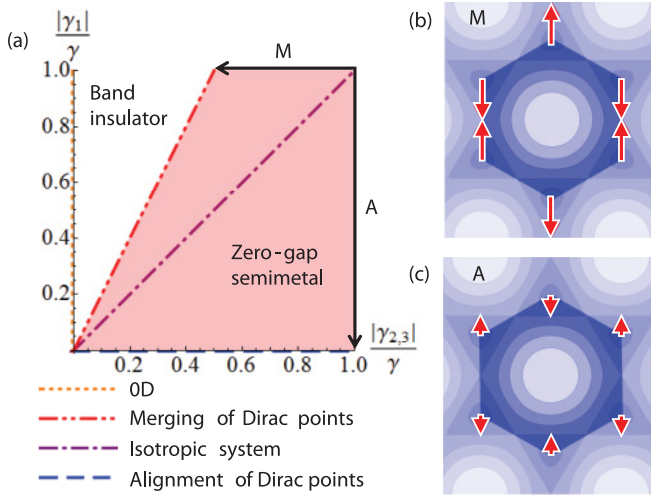 (a)
|γ₁|
γ
M
1.0
Band
insulator
0.8
A
0.6
0.4
Zero-gap
semimetal
0.2
|γ₂,₃|
γ
0.2 0.4 0.6 0.8 1.0
0D
Merging of Dirac points
Isotropic system
Alignment of Dirac points
(b)
M
(c)
A